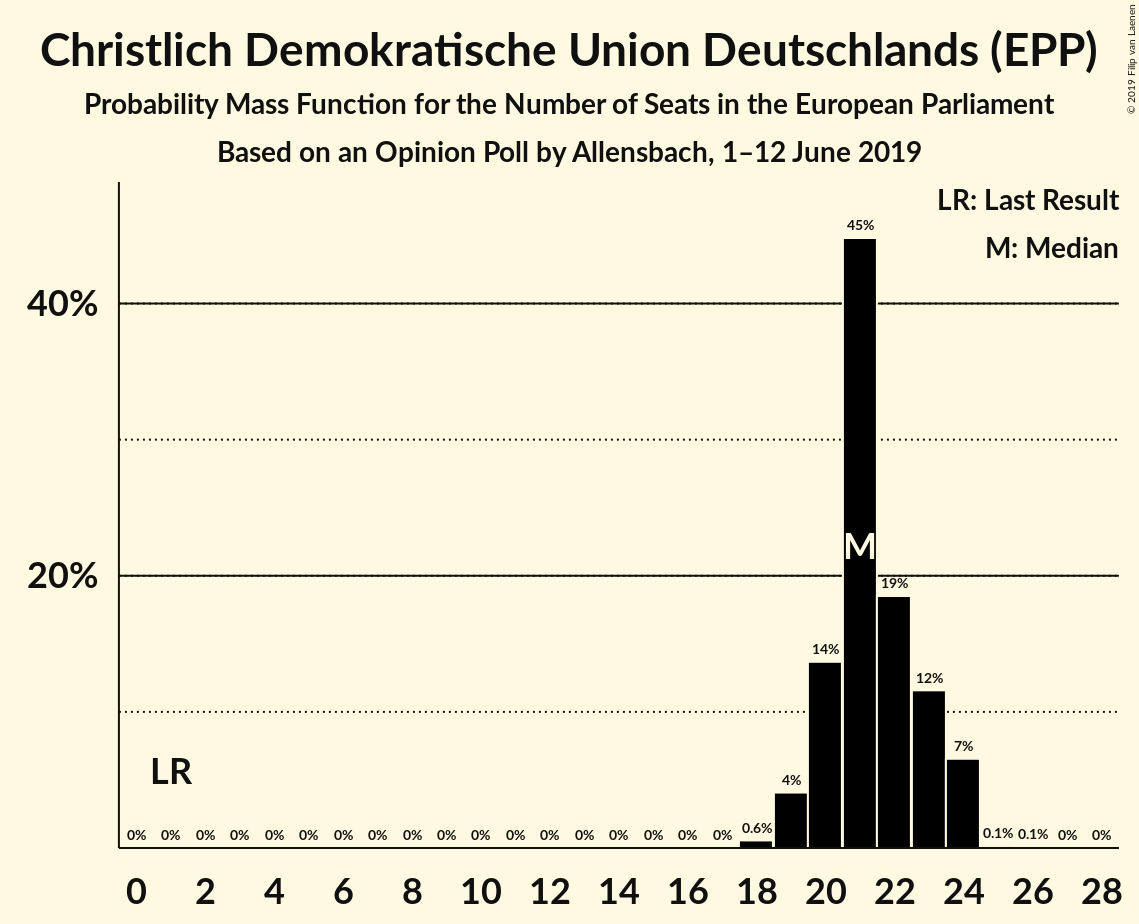 Christlich Demokratische Union Deutschlands (EPP)
Probability Mass Function for the Number of Seats in the European Parliament
Based on an Opinion Poll by Allensbach, 1–12 June 2019
© 2019 Filip van Laenen
LR: Last Result
M: Median
45%
40%
M
20%
19%
14%
12%
7%
LR
4%
0% 0% 0% 0% 0% 0% 0% 0% 0% 0% 0% 0% 0% 0% 0% 0% 0% 0% 0.6% 0.1% 0.1% 0% 0%
0 2 4 6 8 10 12 14 16 18 20 22 24 26 28